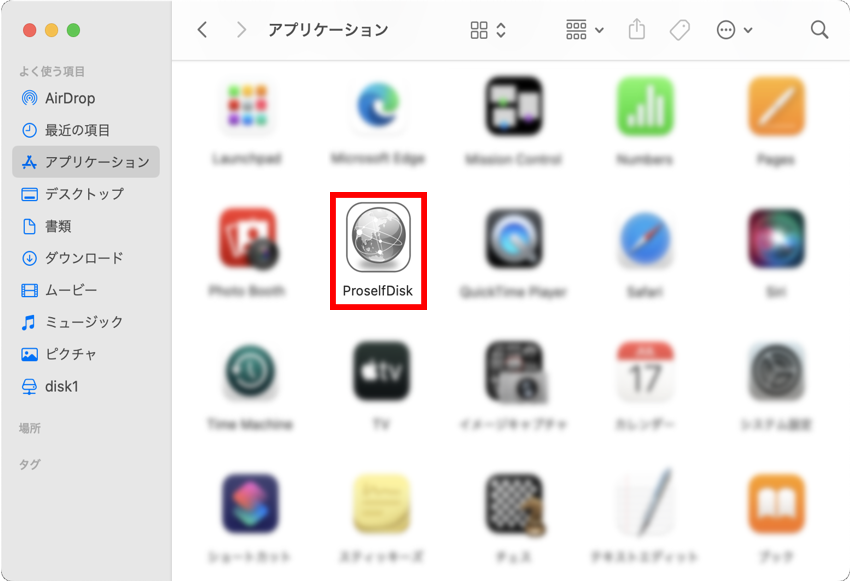 アプリケーション
よく使う項目
AirDrop
最近の項目
アプリケーション
デスクトップ
書類
ダウンロード
ムービー
ミュージック
ピクチャ
disk1
場所
タグ
Launchpad
Microsoft Edge
Mission Control
Numbers
Pages
Photo Booth
ProselfDisk
QuickTime Player
Safari
Siri
Time Machine
TV
イメージキャプチャ
カレンダー
システム設定
ショートカット
スティッキーズ
チェス
テキストエディット
ブック